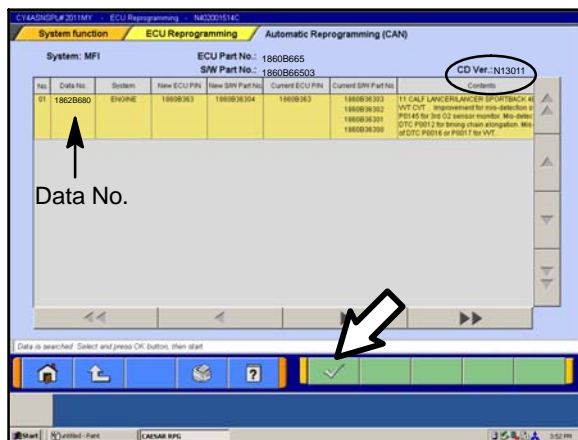 CY4ASNSPL#2011MY - ECU Reprogramming - N402001514C
System function
ECU Reprogramming
Automatic Reprogramming (CAN)
System: MFI
ECU Part No.: 1860B665
S/W Part No.: 1860B66503
CD Ver.: N13011
No. Data No. System New ECU P/N New S/W Part No. Current ECU P/N Current S/W Part No. Contents
01 1862B680 ENGINE 1860B363 1860B36304 1860B363 1860B36303 11 CALF LANCER/LANCER SPORTBACK 4B
1860B36302 VVT CVT Improvement for mis-detection o
1860B36301 P0145 for 3rd O2 sensor monitor. Mis-detec
DTC P0012 for timing chain elongation. Mis-
1860B36300 of DTC P0016 or P0017 for VVT.
Data No.
Data is searched. Select and press OK button, then start.
?
Start untitled - Paint CAESAR RPG 3:52 PM